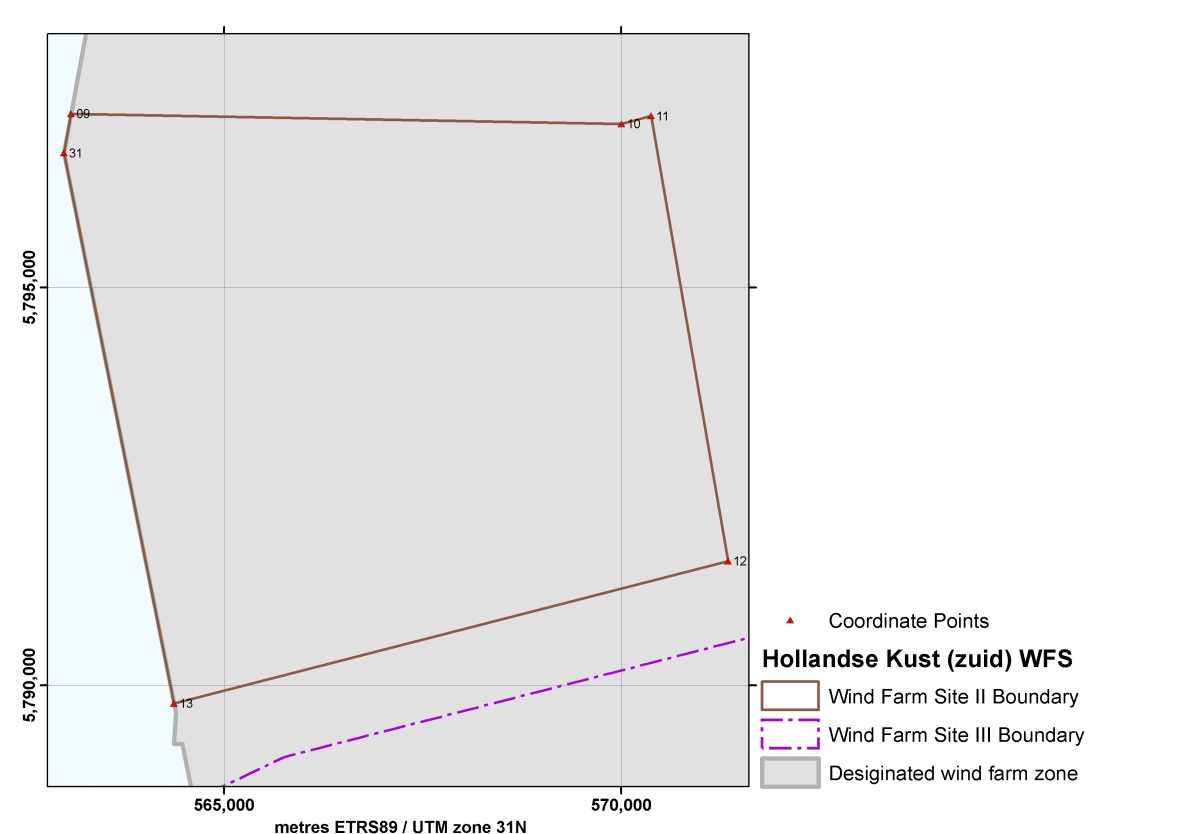 09
11
10
31
5,795,000
12
5,790,000
13
565,000
570,000
metres ETRS89 / UTM zone 31N
Coordinate Points
Hollandse Kust (zuid) WFS
Wind Farm Site II Boundary
Wind Farm Site III Boundary
Desiginated wind farm zone